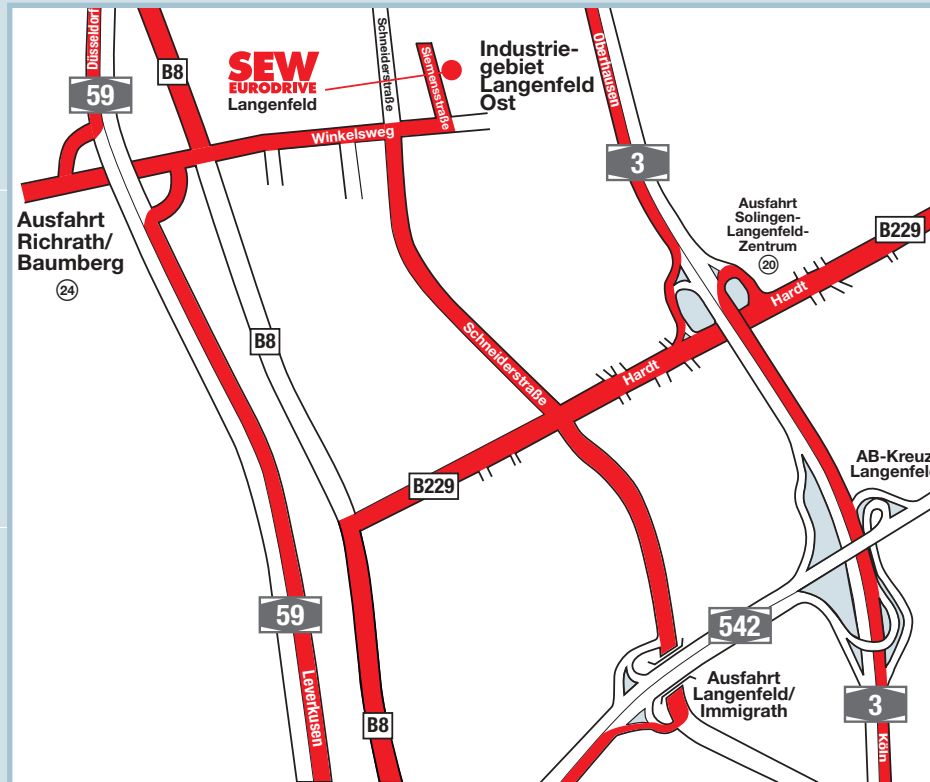 Düsseldorf
59
B8
SEW
EURODRIVE
Langenfeld
Schneiderstraße
Siemensstraße
Industrie-
gebiet
Langenfeld
Ost
Oberhausen
Winkelsweg
3
Ausfahrt
Richrath/
Baumberg
24
Ausfahrt
Solingen-
Langenfeld-
Zentrum
20
B229
Hardt
B8
Schneiderstraße
Hardt
B229
AB-Kreuz
Langenfel
59
542
Leverkusen
B8
Ausfahrt
Langenfeld/
Immigrath
3
Köln